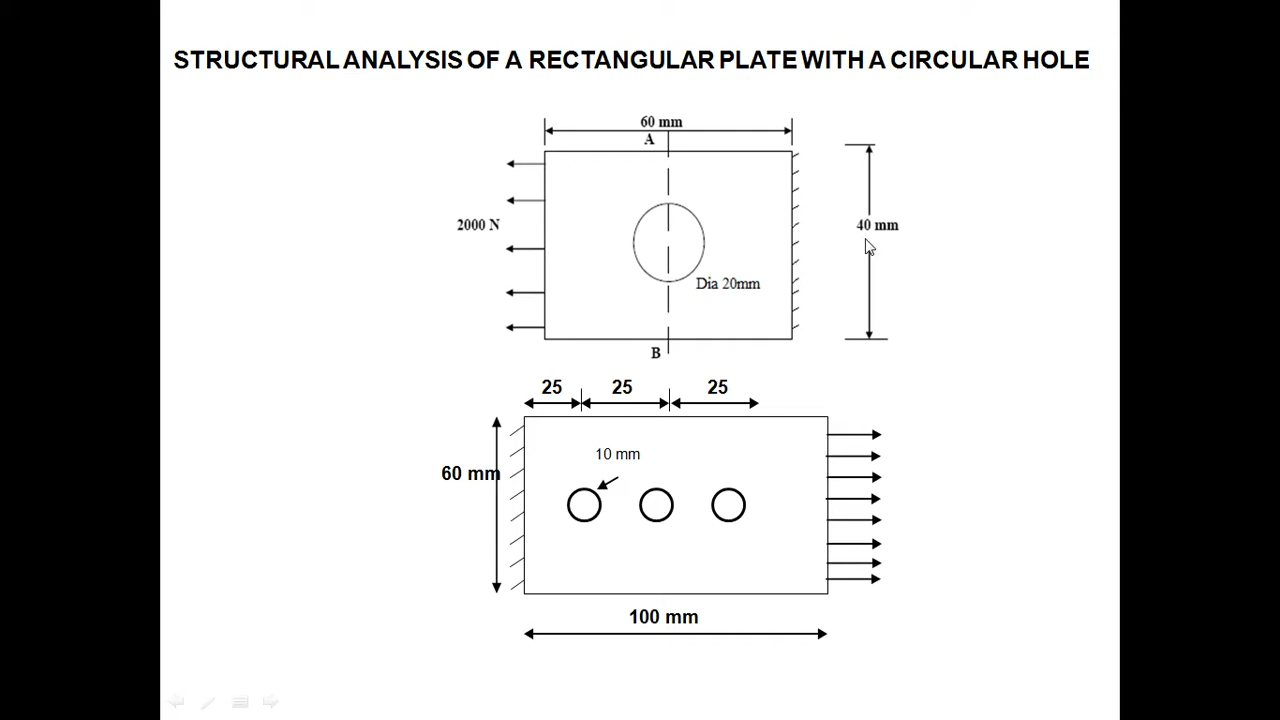 STRUCTURAL ANALYSIS OF A RECTANGULAR PLATE WITH A CIRCULAR HOLE
60 mm
A
2000 N
40 mm
Dia 20mm
B
25 25 25
10 mm
60 mm
100 mm